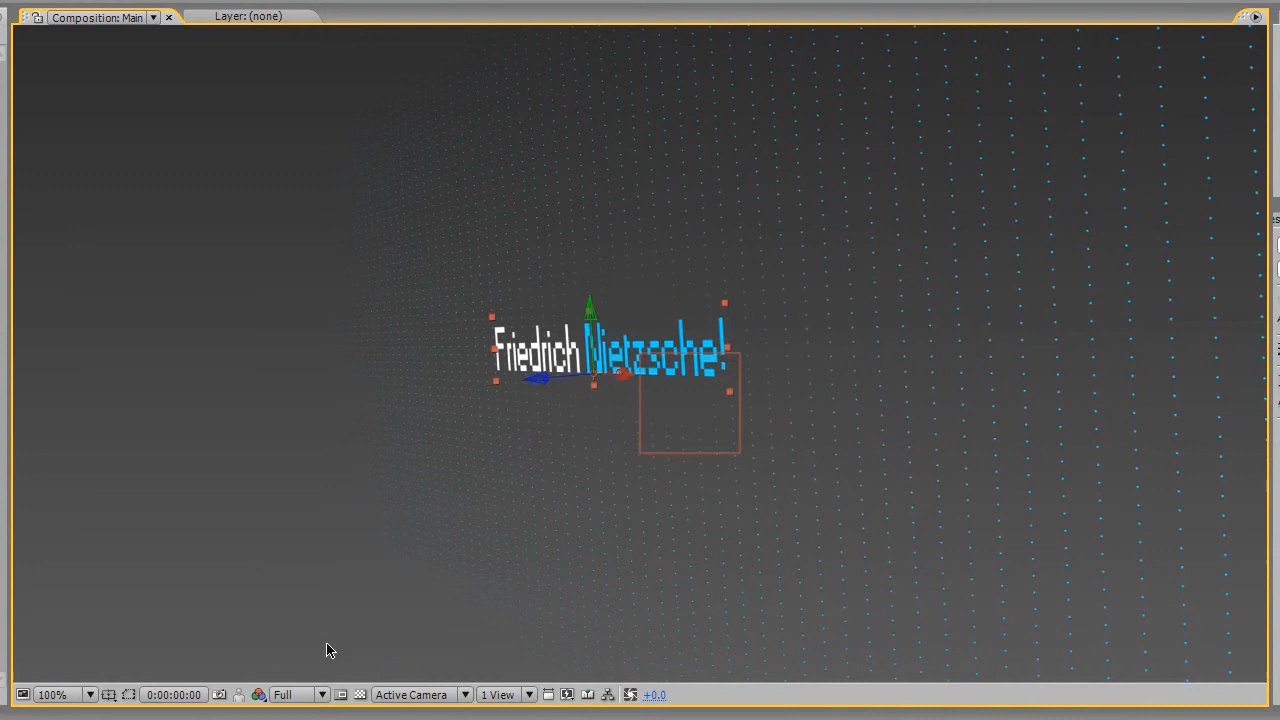 Composition: Main
Layer: (none)
Friedrich Nietzsche!
100%
0:00:00:00
Full
Active Camera
1 View
+0.0